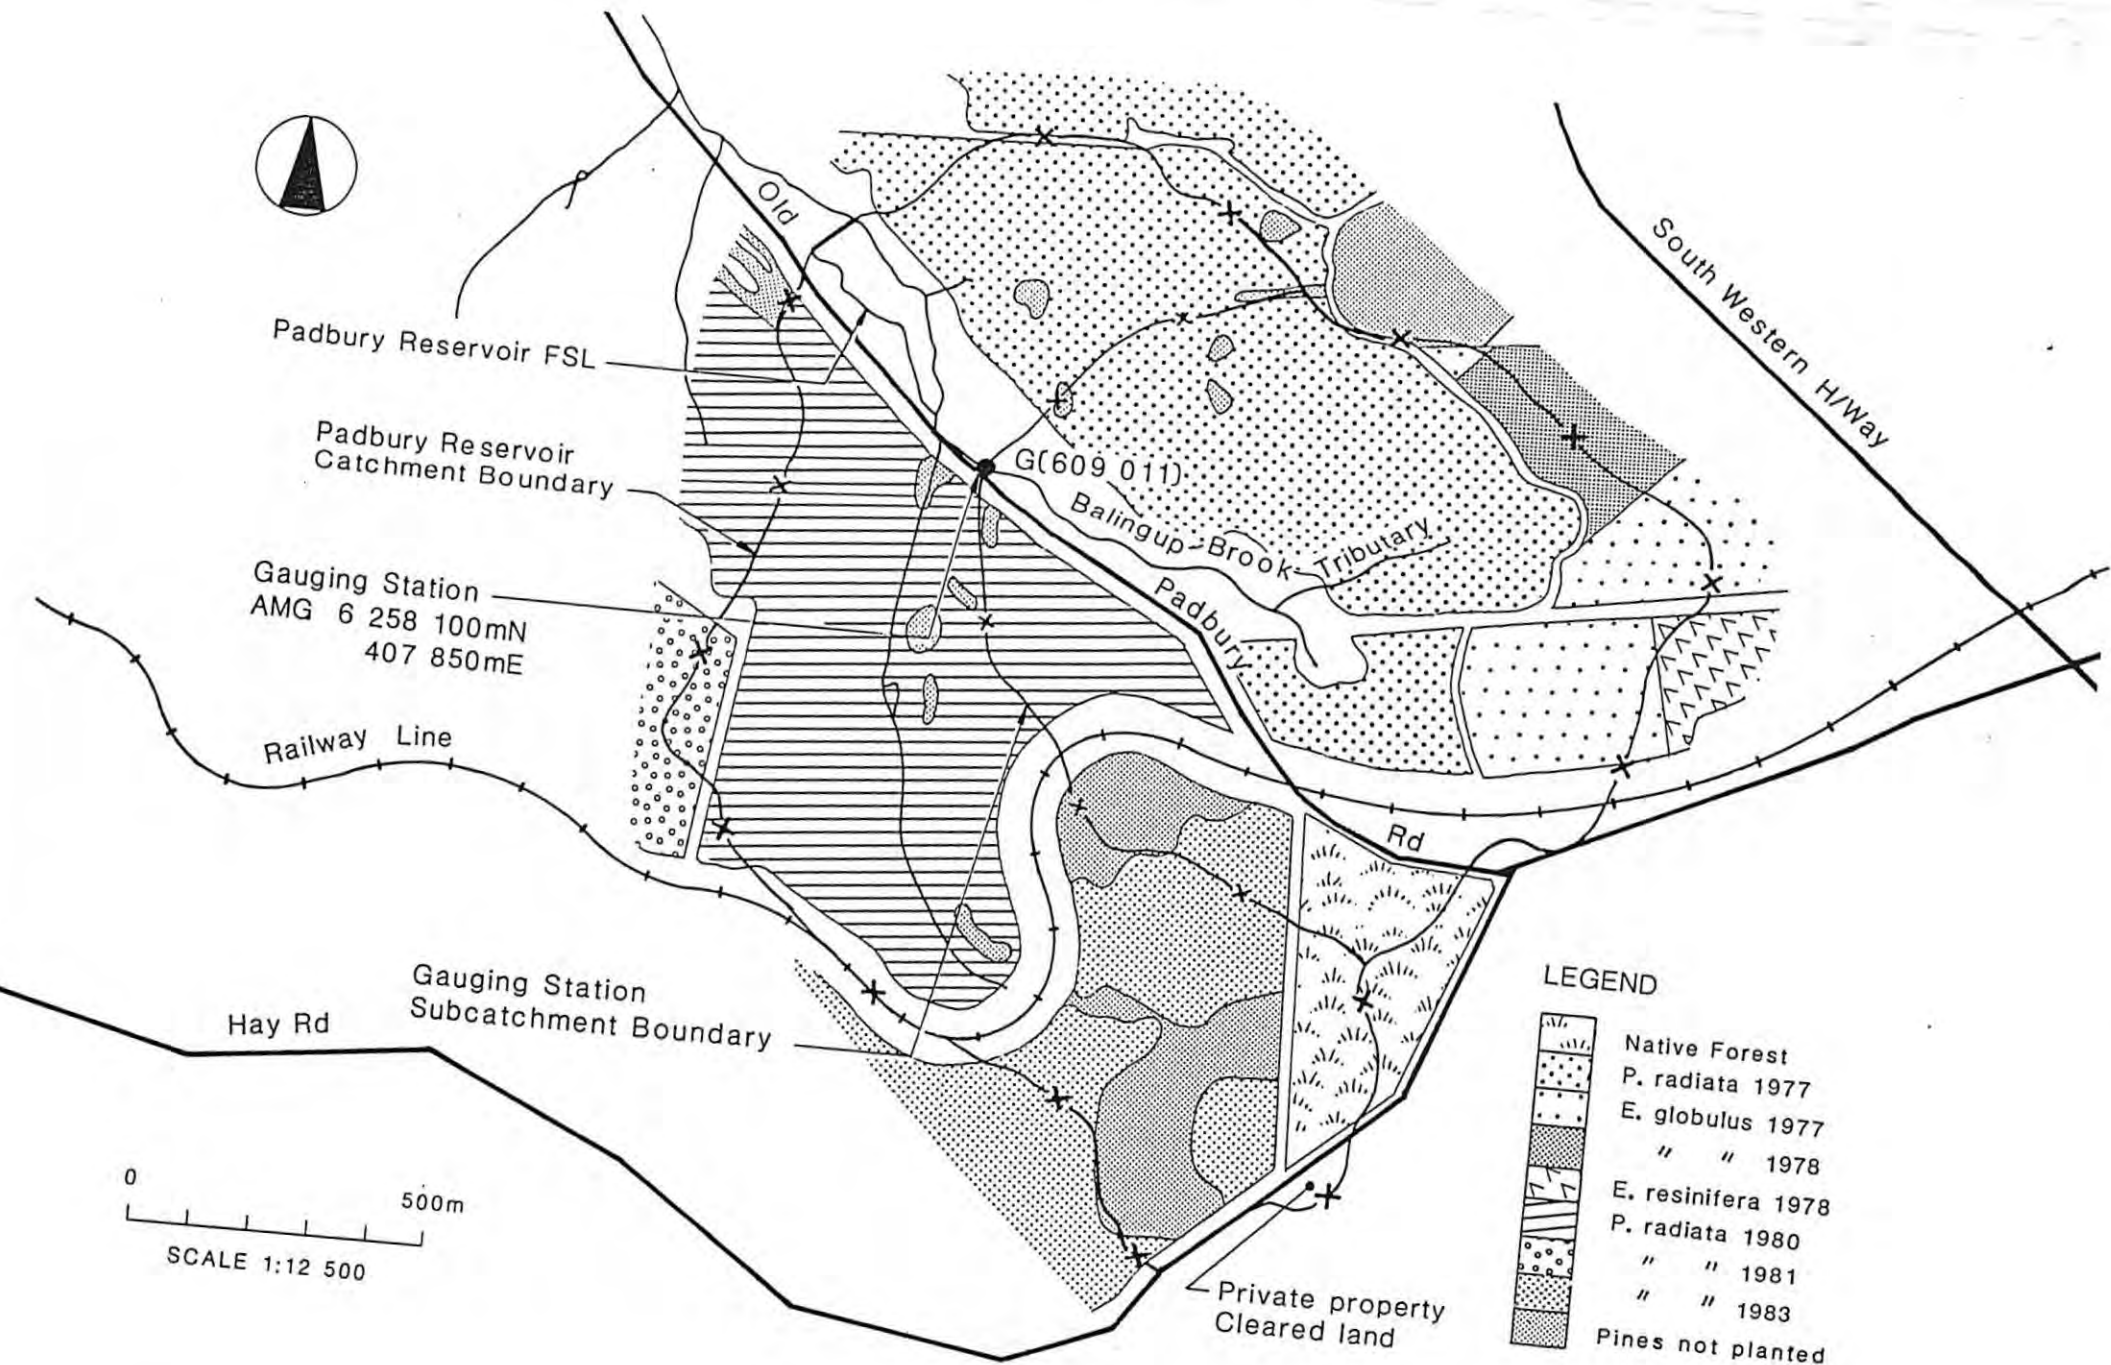 Old
South Western H/Way
Padbury Reservoir FSL
Padbury Reservoir
Catchment Boundary
G(609 011)
Balingup Brook Tributary
Padbury
Gauging Station
AMG 6 258 100mN
407 850mE
Railway Line
Rd
Gauging Station
Subcatchment Boundary
Hay Rd
0
500m
SCALE 1:12 500
Private property
Cleared land
LEGEND
Native Forest
P. radiata 1977
E. globulus 1977
" " 1978
E. resinifera 1978
P. radiata 1980
" " 1981
" " 1983
Pines not planted